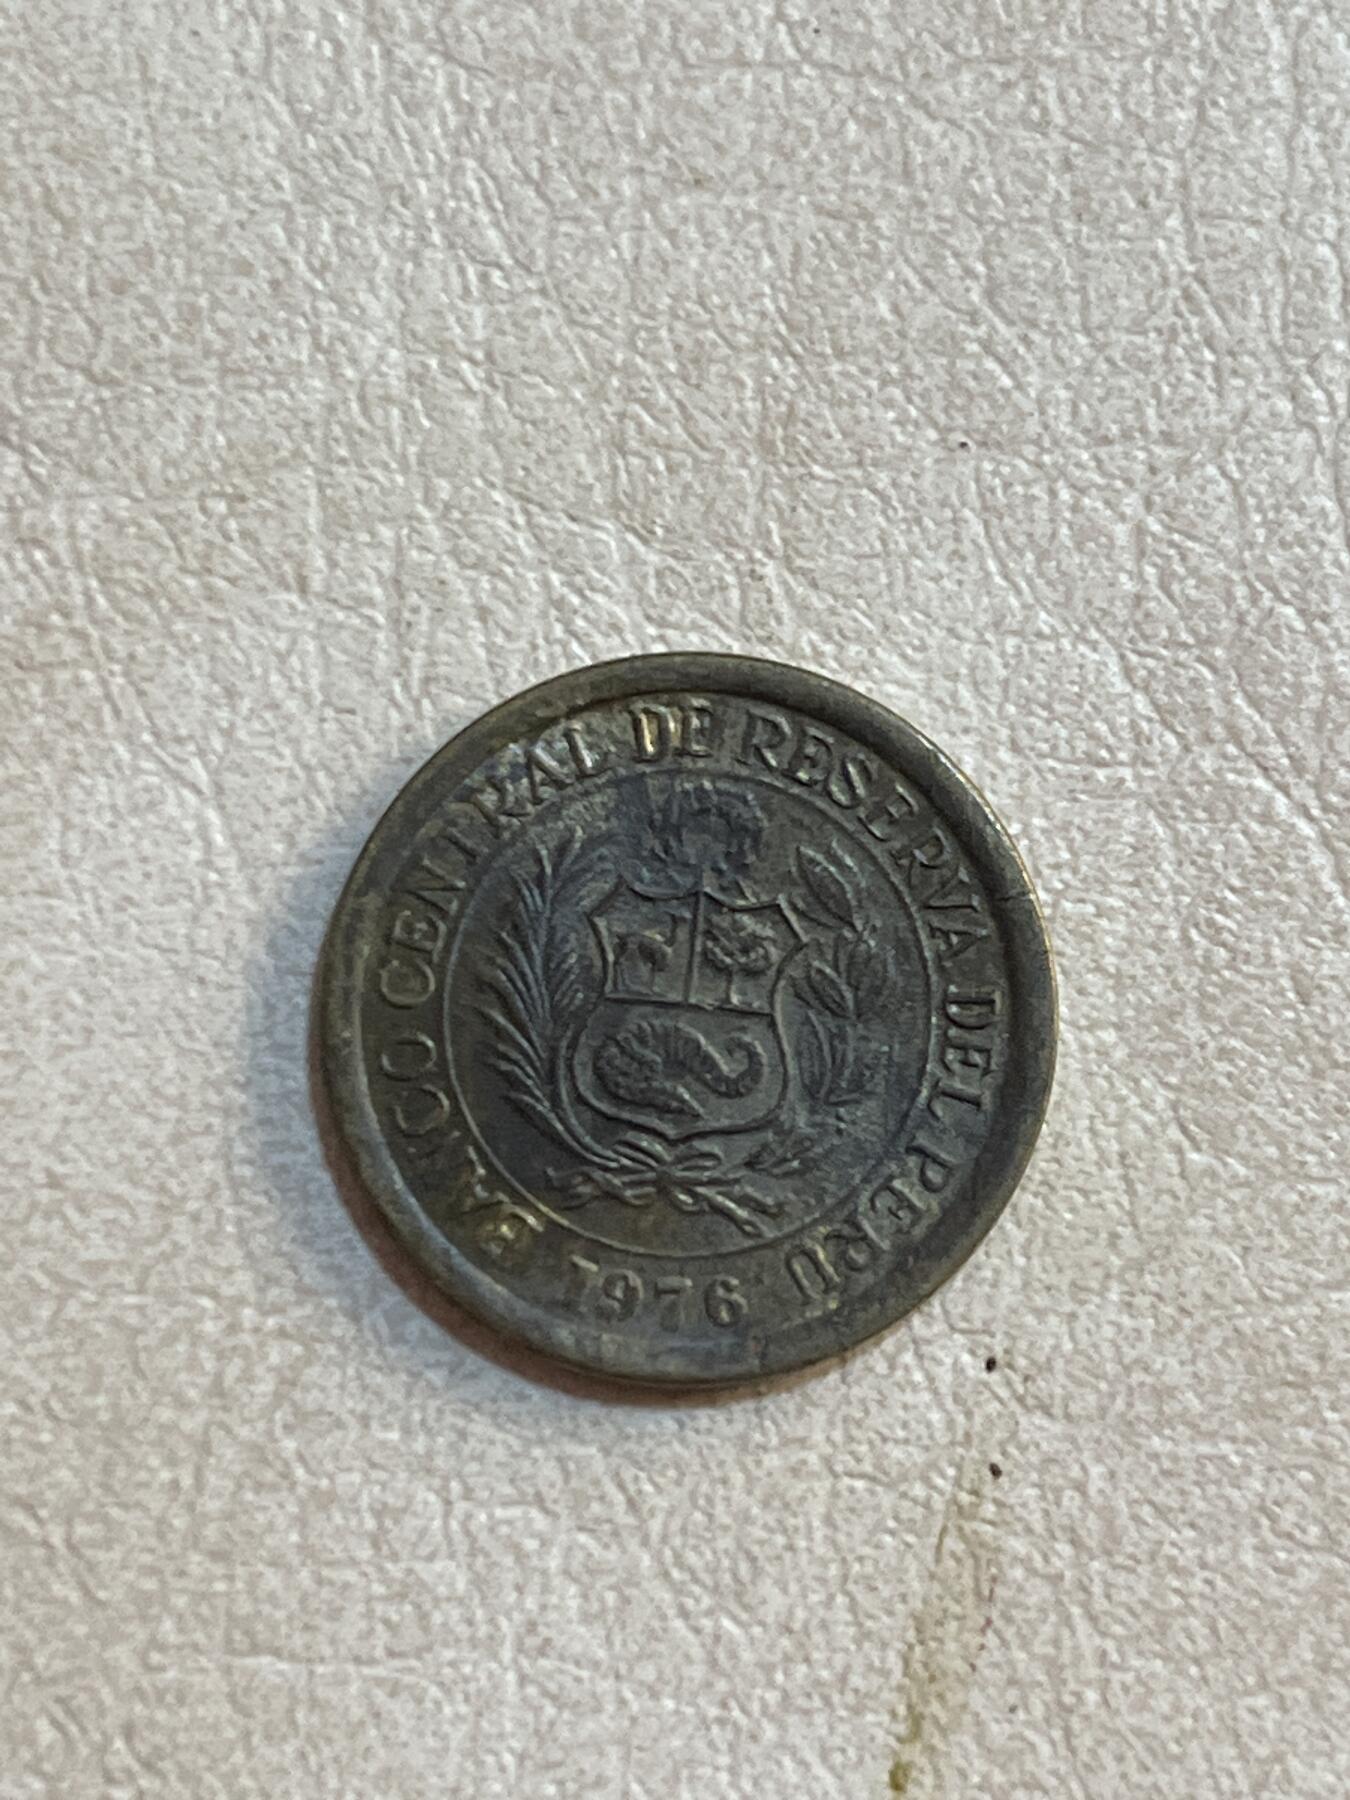 BANCO CENTRAL DE RESERVA DEL PERU
1976